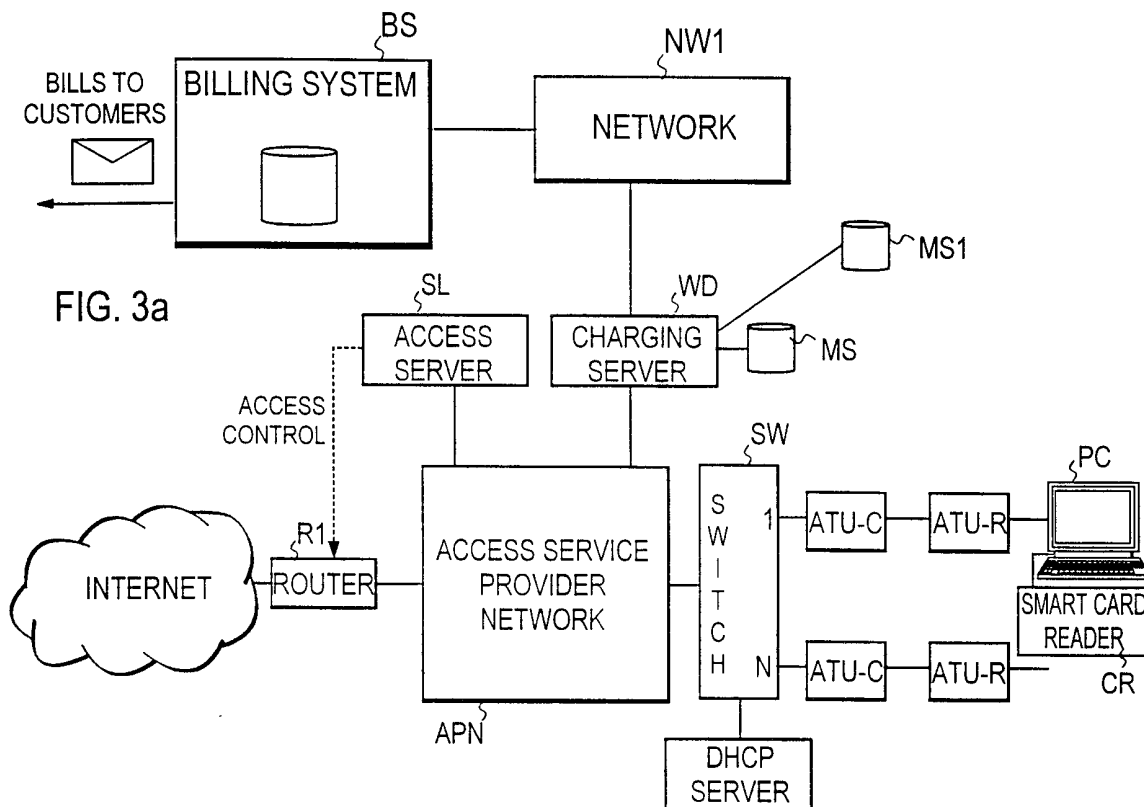 BS
NW1
BILLS TO
CUSTOMERS
BILLING SYSTEM
NETWORK
MS1
FIG. 3a
SL
WD
ACCESS
SERVER
CHARGING
SERVER
MS
ACCESS
CONTROL
SW
PC
R1
SWITCH
1
ATU-C
ATU-R
INTERNET
ROUTER
ACCESS SERVICE
PROVIDER
NETWORK
SMART CARD
READER
N
ATU-C
ATU-R
CR
APN
DHCP
SERVER